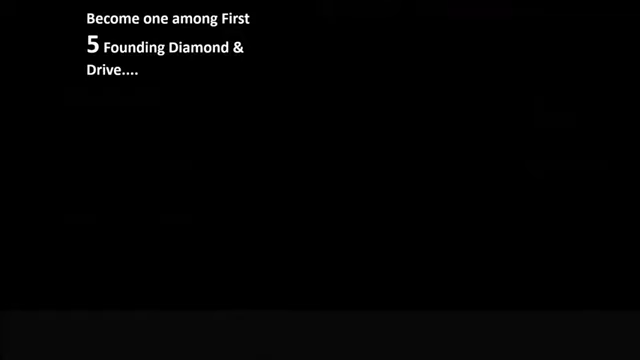 Become one among First
5 Founding Diamond &
Drive....